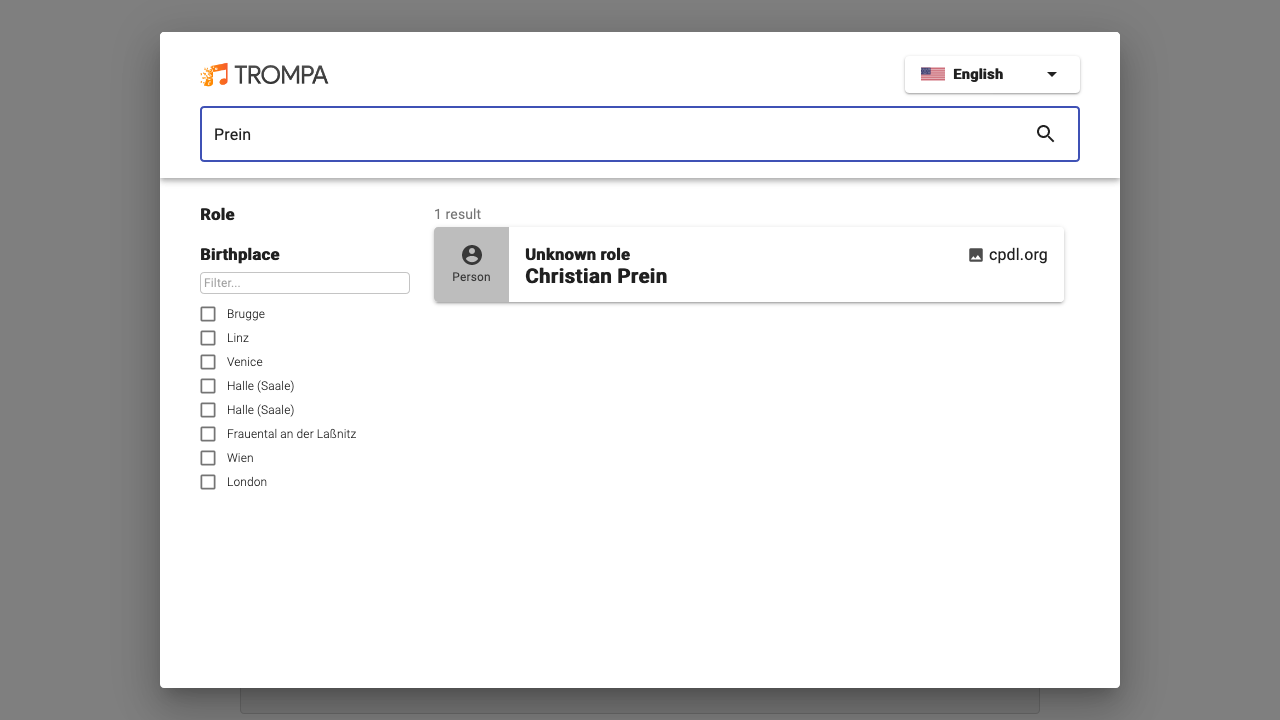 TROMPA
English
Prein
Role
Birthplace
Filter...
Brugge
Linz
Venice
Halle (Saale)
Halle (Saale)
Frauental an der Laßnitz
Wien
London
1 result
Person
Unknown role
Christian Prein
cpdl.org